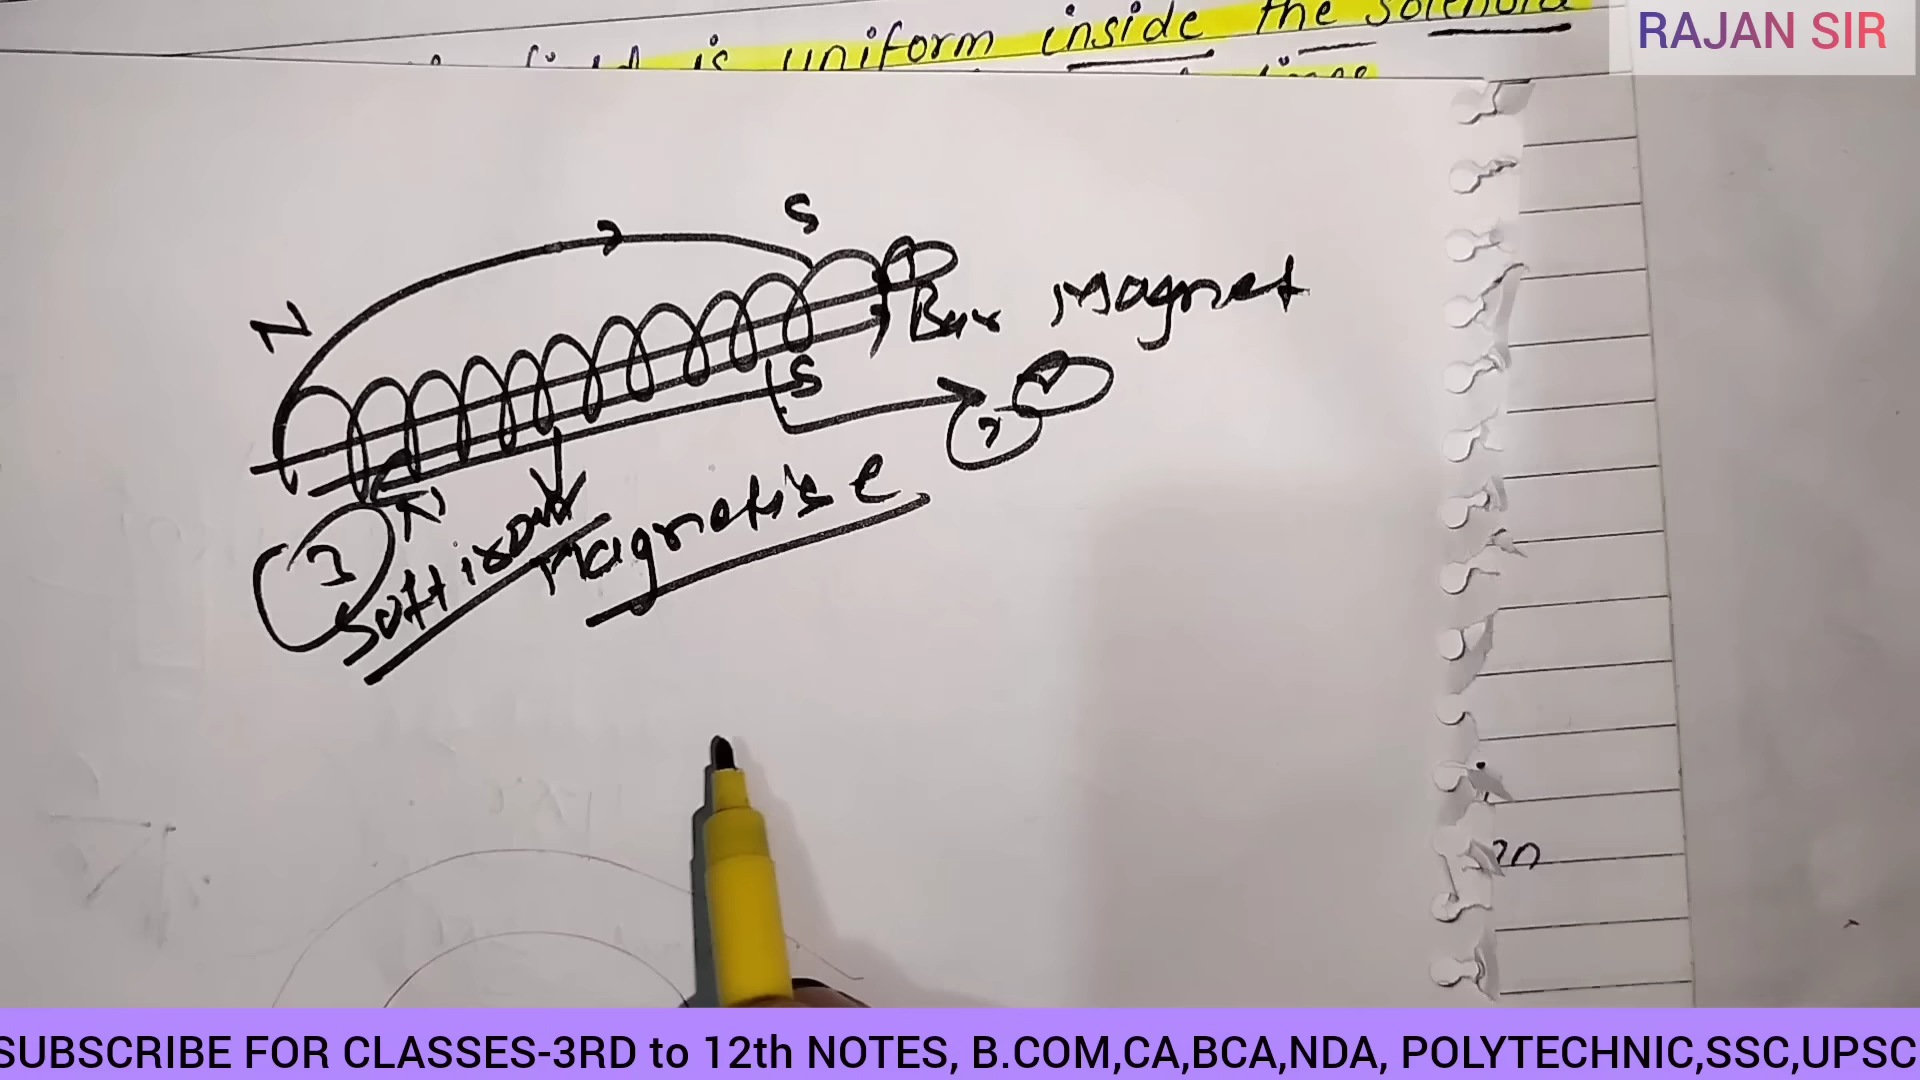 is uniform inside the solenoid
RAJAN SIR
S
N
Bar Magnet
S
N
Soft iron
Magnetise
SUBSCRIBE FOR CLASSES-3RD to 12th NOTES, B.COM,CA,BCA,NDA, POLYTECHNIC,SSC,UPSC